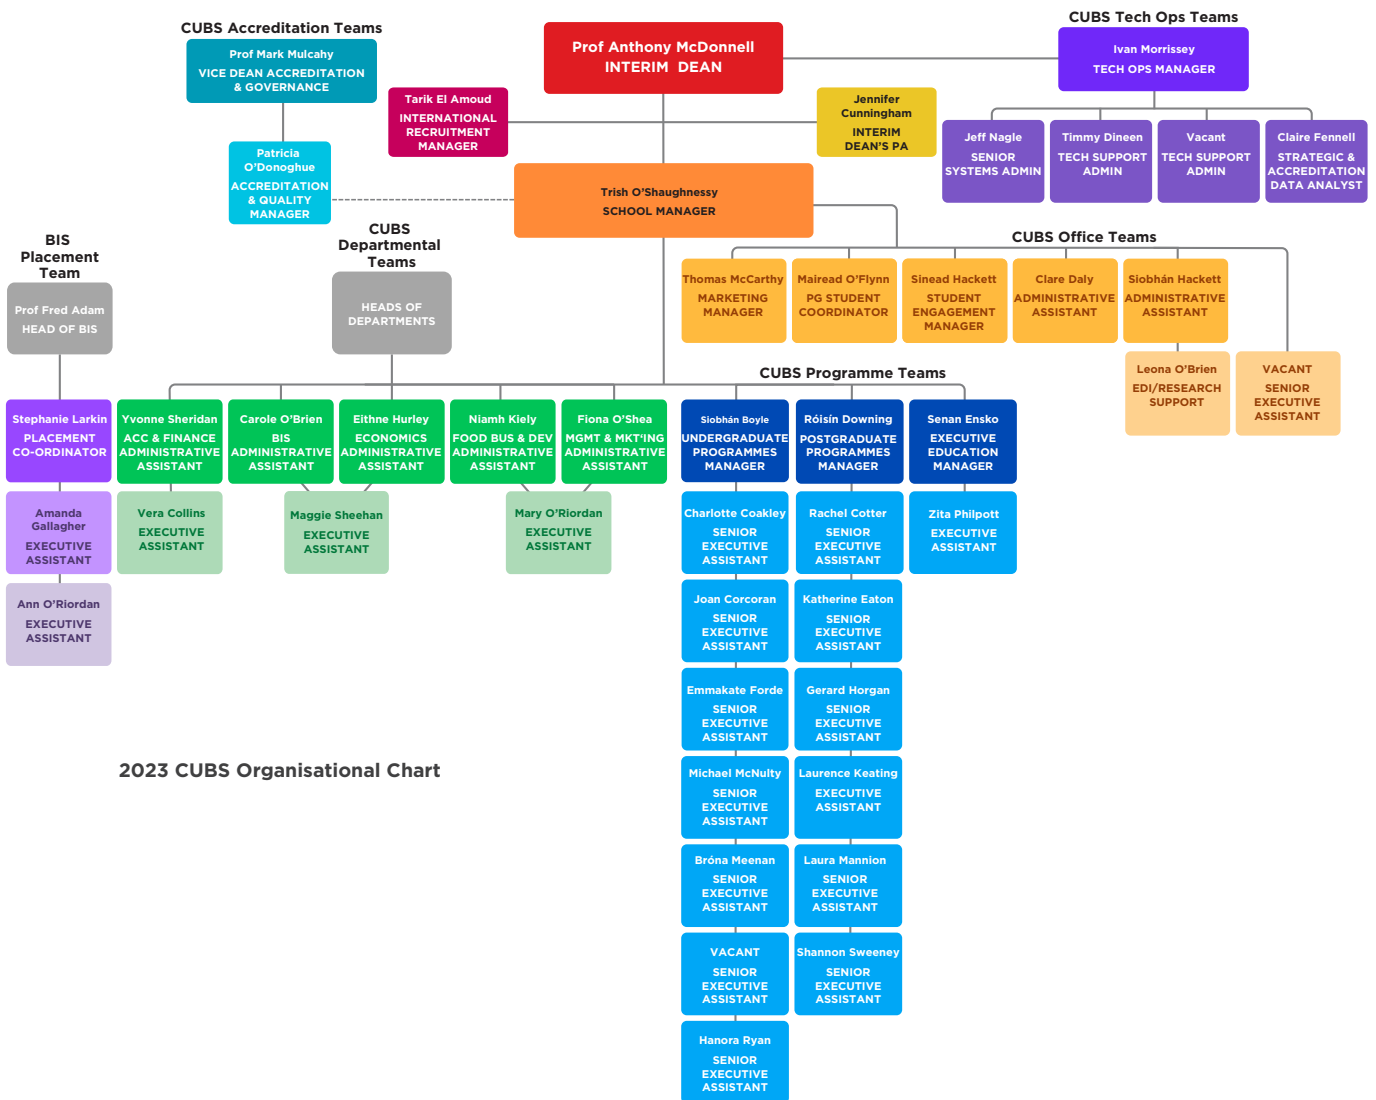 CUBS Accreditation Teams
Prof Mark Mulcahy
VICE DEAN ACCREDITATION
& GOVERNANCE
Patricia
O’Donoghue
ACCREDITATION
& QUALITY
MANAGER
Prof Anthony McDonnell
INTERIM DEAN
Tarik El Amoud
INTERNATIONAL
RECRUITMENT
MANAGER
Jennifer
Cunningham
INTERIM
DEAN’S PA
CUBS Tech Ops Teams
Ivan Morrissey
TECH OPS MANAGER
Jeff Nagle
SENIOR
SYSTEMS ADMIN
Timmy Dineen
TECH SUPPORT
ADMIN
Vacant
TECH SUPPORT
ADMIN
Claire Fennell
STRATEGIC &
ACCREDITATION
DATA ANALYST
Trish O’Shaughnessy
SCHOOL MANAGER
CUBS Office Teams
Thomas McCarthy
MARKETING
MANAGER
Mairead O’Flynn
PG STUDENT
COORDINATOR
Sinead Hackett
STUDENT
ENGAGEMENT
MANAGER
Clare Daly
ADMINISTRATIVE
ASSISTANT
Siobhán Hackett
ADMINISTRATIVE
ASSISTANT
Leona O’Brien
EDI/RESEARCH
SUPPORT
VACANT
SENIOR
EXECUTIVE
ASSISTANT
BIS
Placement
Team
Prof Fred Adam
HEAD OF BIS
Stephanie Larkin
PLACEMENT
CO-ORDINATOR
Amanda
Gallagher
EXECUTIVE
ASSISTANT
Ann O’Riordan
EXECUTIVE
ASSISTANT
CUBS
Departmental
Teams
HEADS OF
DEPARTMENTS
Yvonne Sheridan
ACC & FINANCE
ADMINISTRATIVE
ASSISTANT
Carole O’Brien
BIS
ADMINISTRATIVE
ASSISTANT
Eithne Hurley
ECONOMICS
ADMINISTRATIVE
ASSISTANT
Niamh Kiely
FOOD BUS & DEV
ADMINISTRATIVE
ASSISTANT
Fiona O’Shea
MGMT & MKT‘ING
ADMINISTRATIVE
ASSISTANT
Vera Collins
EXECUTIVE
ASSISTANT
Maggie Sheehan
EXECUTIVE
ASSISTANT
Mary O’Riordan
EXECUTIVE
ASSISTANT
CUBS Programme Teams
Siobhán Boyle
UNDERGRADUATE
PROGRAMMES
MANAGER
Charlotte Coakley
SENIOR
EXECUTIVE
ASSISTANT
Joan Corcoran
SENIOR
EXECUTIVE
ASSISTANT
Emmakate Forde
SENIOR
EXECUTIVE
ASSISTANT
Michael McNulty
SENIOR
EXECUTIVE
ASSISTANT
Bróna Meenan
SENIOR
EXECUTIVE
ASSISTANT
VACANT
SENIOR
EXECUTIVE
ASSISTANT
Hanora Ryan
SENIOR
EXECUTIVE
ASSISTANT
Róisín Downing
POSTGRADUATE
PROGRAMMES
MANAGER
Rachel Cotter
SENIOR
EXECUTIVE
ASSISTANT
Katherine Eaton
SENIOR
EXECUTIVE
ASSISTANT
Gerard Horgan
SENIOR
EXECUTIVE
ASSISTANT
Laurence Keating
EXECUTIVE
ASSISTANT
Laura Mannion
SENIOR
EXECUTIVE
ASSISTANT
Shannon Sweeney
SENIOR
EXECUTIVE
ASSISTANT
Senan Ensko
EXECUTIVE
EDUCATION
MANAGER
Zita Philpott
EXECUTIVE
ASSISTANT
2023 CUBS Organisational Chart